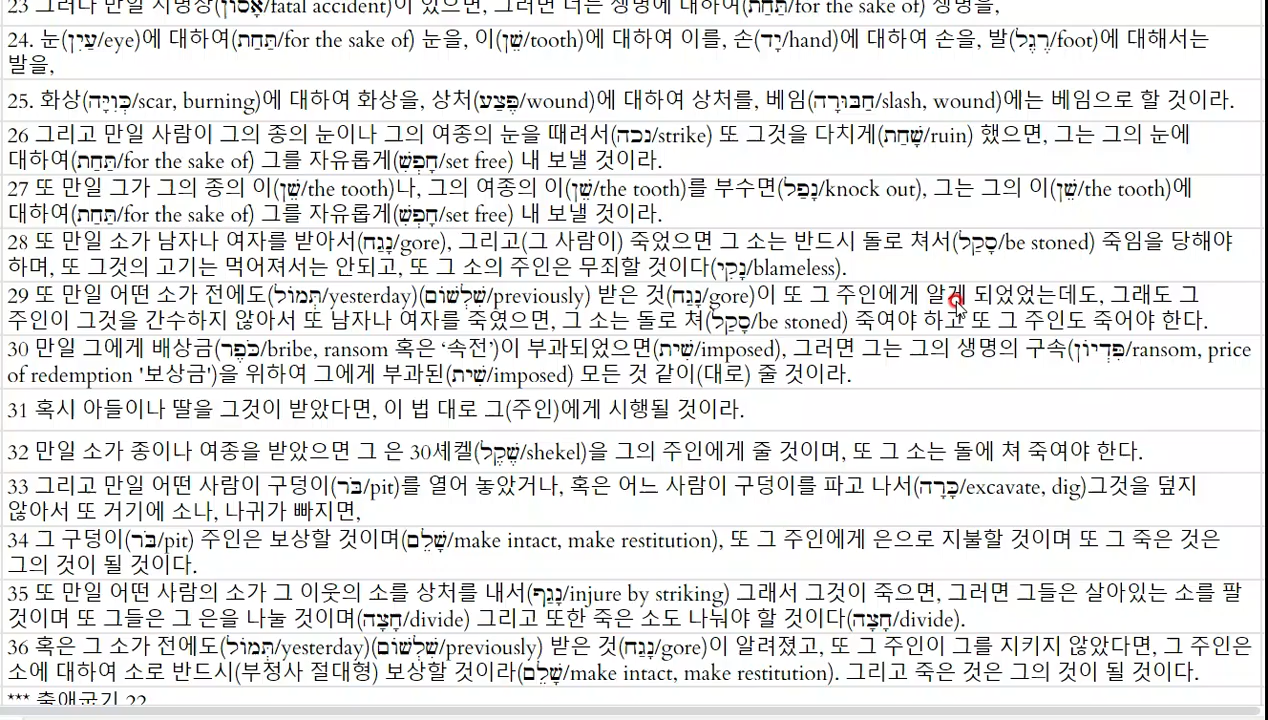 23 그러나 만일 치명상(אָסוֹן/fatal accident)이 있으면, 그러면 너는 생명에 대하여(תַּחַת/for the sake of) 생명을,
24. 눈(עַיִן/eye)에 대하여(תַּחַת/for the sake of) 눈을, 이(שֵׁן/tooth)에 대하여 이를, 손(יָד/hand)에 대하여 손을, 발(רֶגֶל/foot)에 대해서는
발을,
25. 화상(כְּוִיָּה/scar, burning)에 대하여 화상을, 상처(פֶּצַע/wound)에 대하여 상처를, 베임(חַבּוּרָה/slash, wound)에는 베임으로 할 것이라.
26 그리고 만일 사람이 그의 종의 눈이나 그의 여종의 눈을 때려서(נכה/strike) 또 그것을 다치게(שָׁחַת/ruin) 했으면, 그는 그의 눈에
대하여(תַּחַת/for the sake of) 그를 자유롭게(חָפְשִׁ/set free) 내 보낼 것이라.
27 또 만일 그가 그의 종의 이(שֵׁן/the tooth)나, 그의 여종의 이(שֵׁן/the tooth)를 부수면(נָפַל/knock out), 그는 그의 이(שֵׁן/the tooth)에
대하여(תַּחַת/for the sake of) 그를 자유롭게(חָפְשִׁ/set free) 내 보낼 것이라.
28 또 만일 소가 남자나 여자를 받아서(נָגַח/gore), 그리고(그 사람이) 죽었으면 그 소는 반드시 돌로 쳐서(סָקַל/be stoned) 죽임을 당해야
하며, 또 그것의 고기는 먹어져서는 안되고, 또 그 소의 주인은 무죄할 것이다(נָקִי/blameless).
29 또 만일 어떤 소가 전에도(תְּמוֹל/yesterday)(שִׁלְשׁוֹם/previously) 받은 것(נָגַח/gore)이 또 그 주인에게 알게 되었었는데도, 그래도 그
주인이 그것을 간수하지 않아서 또 남자나 여자를 죽였으면, 그 소는 돌로 쳐(סָקַל/be stoned) 죽여야 하고 또 그 주인도 죽어야 한다.
30 만일 그에게 배상금(כֹּפֶר/bribe, ransom 혹은 ‘속전’)이 부과되었으면(שִׁית/imposed), 그러면 그는 그의 생명의 구속(פִּדְיוֹן/ransom, price
of redemption '보상금')을 위하여 그에게 부과된(שִׁית/imposed) 모든 것 같이(대로) 줄 것이라.
31 혹시 아들이나 딸을 그것이 받았다면, 이 법 대로 그(주인)에게 시행될 것이라.
32 만일 소가 종이나 여종을 받았으면 그 은 30세켈(שֶׁקֶל/shekel)을 그의 주인에게 줄 것이며, 또 그 소는 돌에 쳐 죽여야 한다.
33 그리고 만일 어떤 사람이 구덩이(בֹּר/pit)를 열어 놓았거나, 혹은 어느 사람이 구덩이를 파고 나서(כָּרָה/excavate, dig)그것을 덮지
않아서 또 거기에 소나, 나귀가 빠지면,
34 그 구덩이(בֹּר/pit) 주인은 보상할 것이며(שָׁלֵם/make intact, make restitution), 또 그 주인에게 은으로 지불할 것이며 또 그 죽은 것은
그의 것이 될 것이다.
35 또 만일 어떤 사람의 소가 그 이웃의 소를 상처를 내서(נָגַף/injure by striking) 그래서 그것이 죽으면, 그러면 그들은 살아있는 소를 팔
것이며 또 그들은 그 은을 나눌 것이며(חָצָה/divide) 그리고 또한 죽은 소도 나눠야 할 것이다(חָצָה/divide).
36 혹은 그 소가 전에도(תְּמוֹל/yesterday)(שִׁלְשׁוֹם/previously) 받은 것(נָגַח/gore)이 알려졌고, 또 그 주인이 그를 지키지 않았다면, 그 주인은
소에 대하여 소로 반드시(부정사 절대형) 보상할 것이라(שָׁלֵם/make intact, make restitution). 그리고 죽은 것은 그의 것이 될 것이다.
*** 출애굽기 22